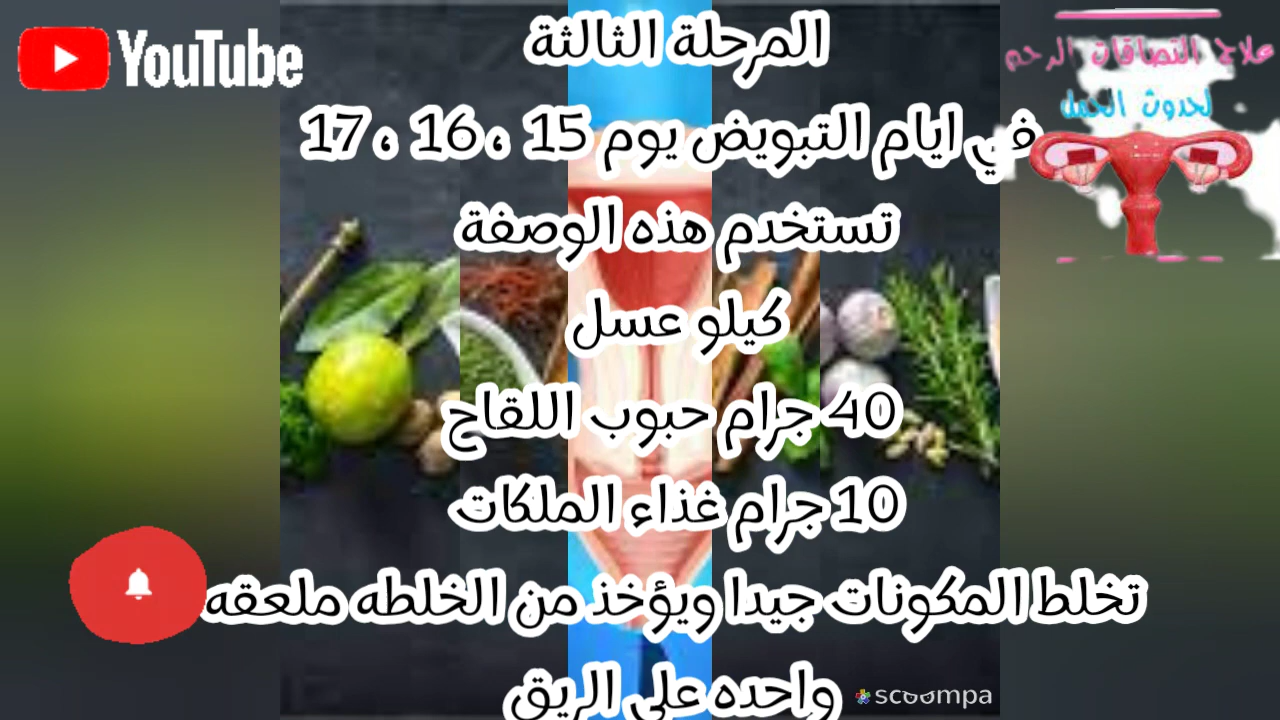 YouTube
علاج التصاقات الرحم
لحدوث الحمل
المرحلة الثالثة
في ايام التبويض يوم 15 ، 16 ، 17
تستخدم هذه الوصفة
كيلو عسل
40 جرام حبوب اللقاح
10 جرام غذاء الملكات
تخلط المكونات جيدا ويؤخذ من الخلطه ملعقه
واحده على الريق
scoompa